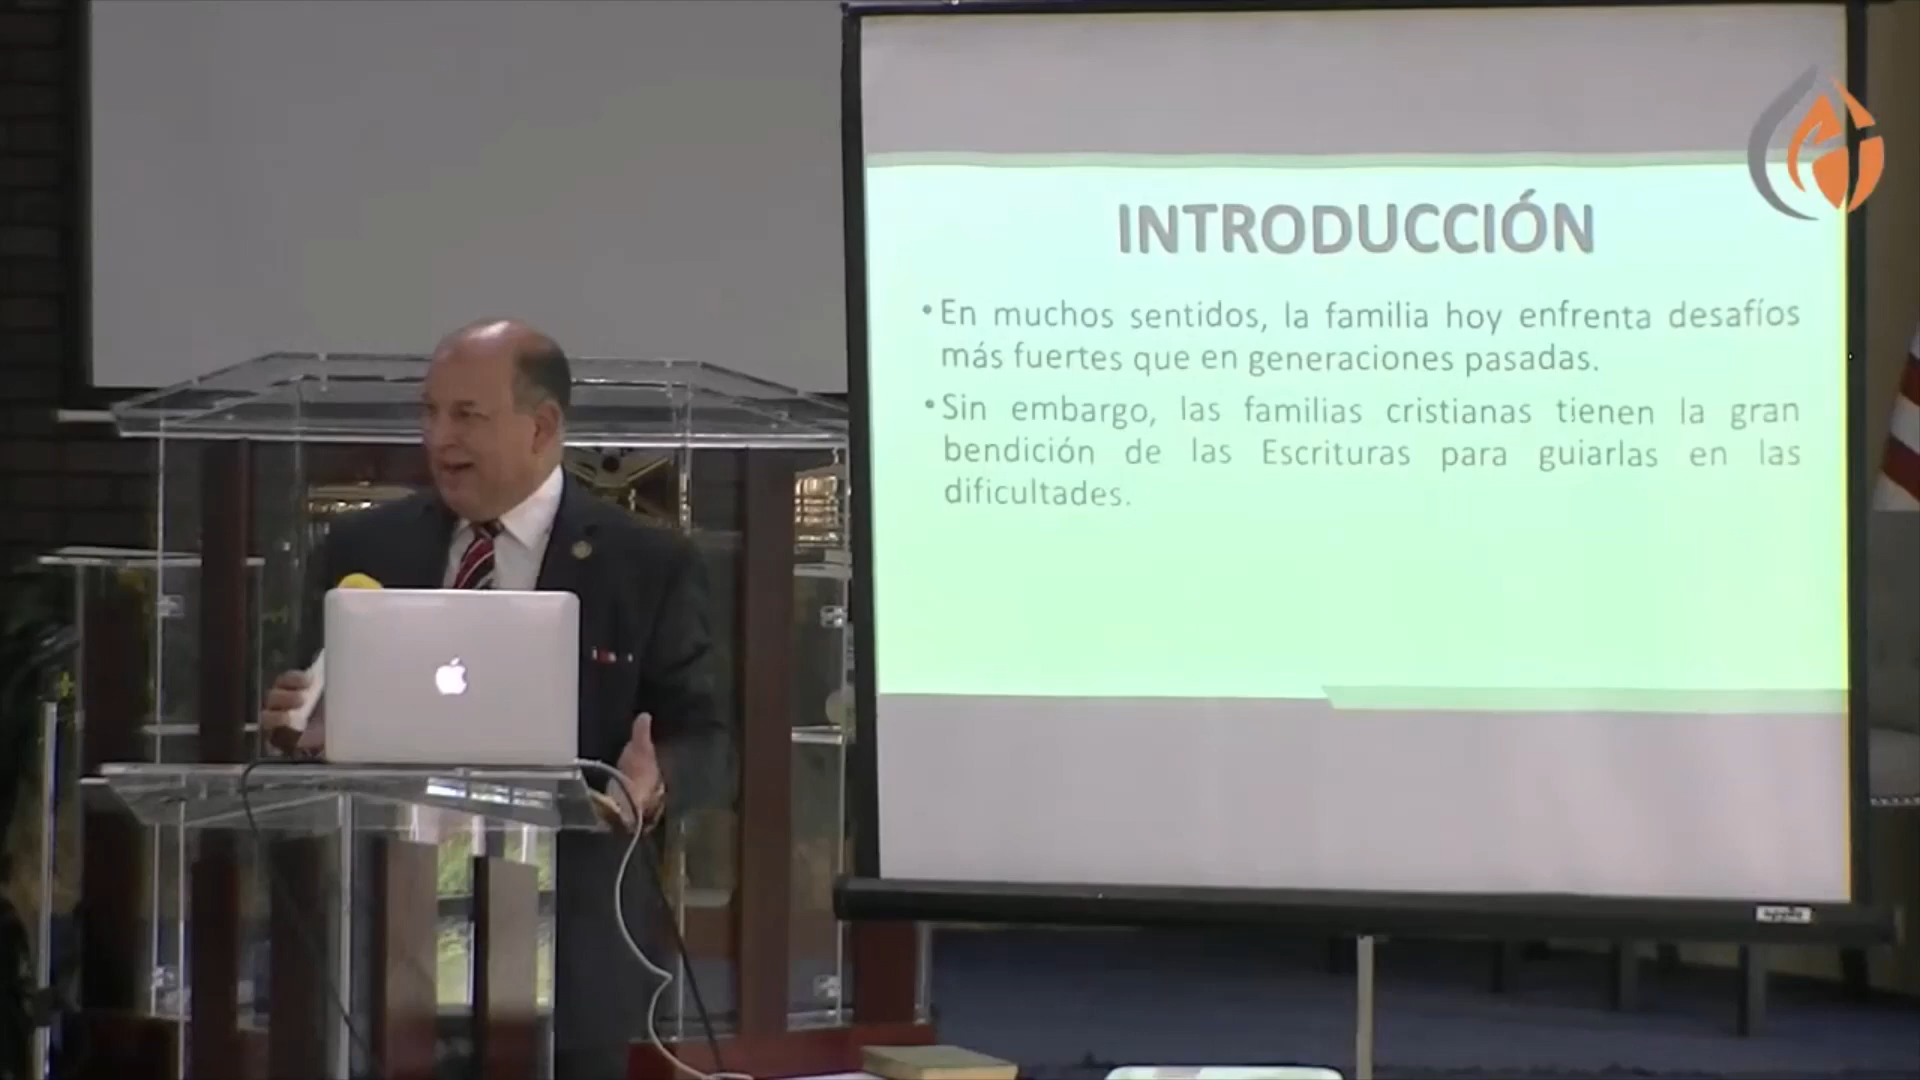 INTRODUCCIÓN
•En muchos sentidos, la familia hoy enfrenta desafíos
más fuertes que en generaciones pasadas.
•Sin embargo, las familias cristianas tienen la gran
bendición de las Escrituras para guiarlas en las
dificultades.